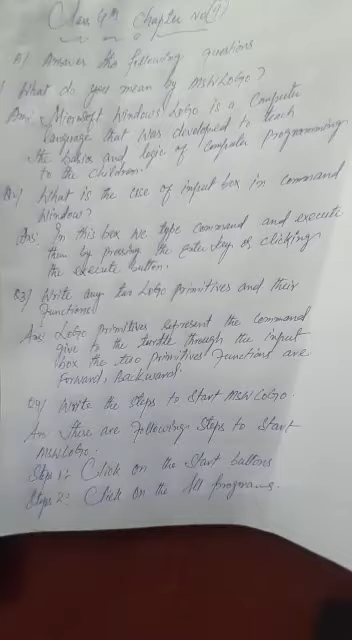 Class 4th Chapter No (9)
A) Answer the following questions
1) What do you mean by MSWLOGO?
Ans: Microsoft Windows Logo is a computer
language that was developed to teach
the basics and logic of computer programming
to the children.
Q2) What is the use of input box in command
window?
Ans: In this box we type command and execute
them by pressing the Enter key or clicking
the execute button.
Q3) Write any two Logo primitives and their
functions
Ans: Logo primitives represent the command
give to the turtle through the input
box the two primitives functions are
Forward, Backward.
Q4) Write the steps to start MSWLOGO.
An These are following steps to start
MSWLOGO.
Step 1: Click on the start buttons
Step 2: Click on the All programs.